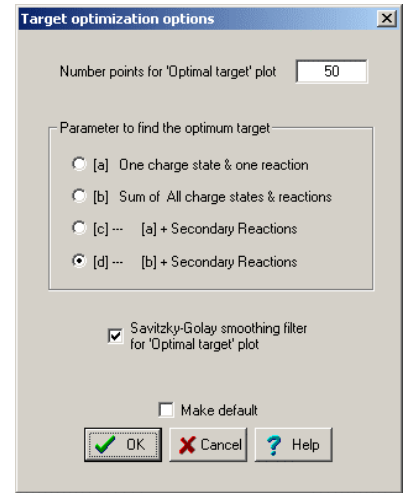 Target optimization options
Number points for 'Optimal target' plot 50
Parameter to find the optimum target
[a] One charge state & one reaction
[b] Sum of All charge states & reactions
[c] --- [a] + Secondary Reactions
[d] --- [b] + Secondary Reactions
Savitzky-Golay smoothing filter
for 'Optimal target' plot
Make default
OK Cancel ? Help